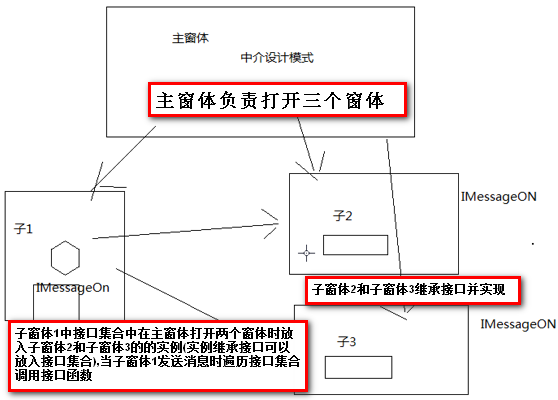 主窗体
中介设计模式
主窗体负责打开三个窗体
子1
子2
IMessageON
IMessageOn
子窗体2和子窗体3继承接口并实现
子窗体1中接口集合中在主窗体打开两个窗体时放
入子窗体2和子窗体3的的实例(实例继承接口可以
放入接口集合),当子窗体1发送消息时遍历接口集合
调用接口函数
子3
IMessageON